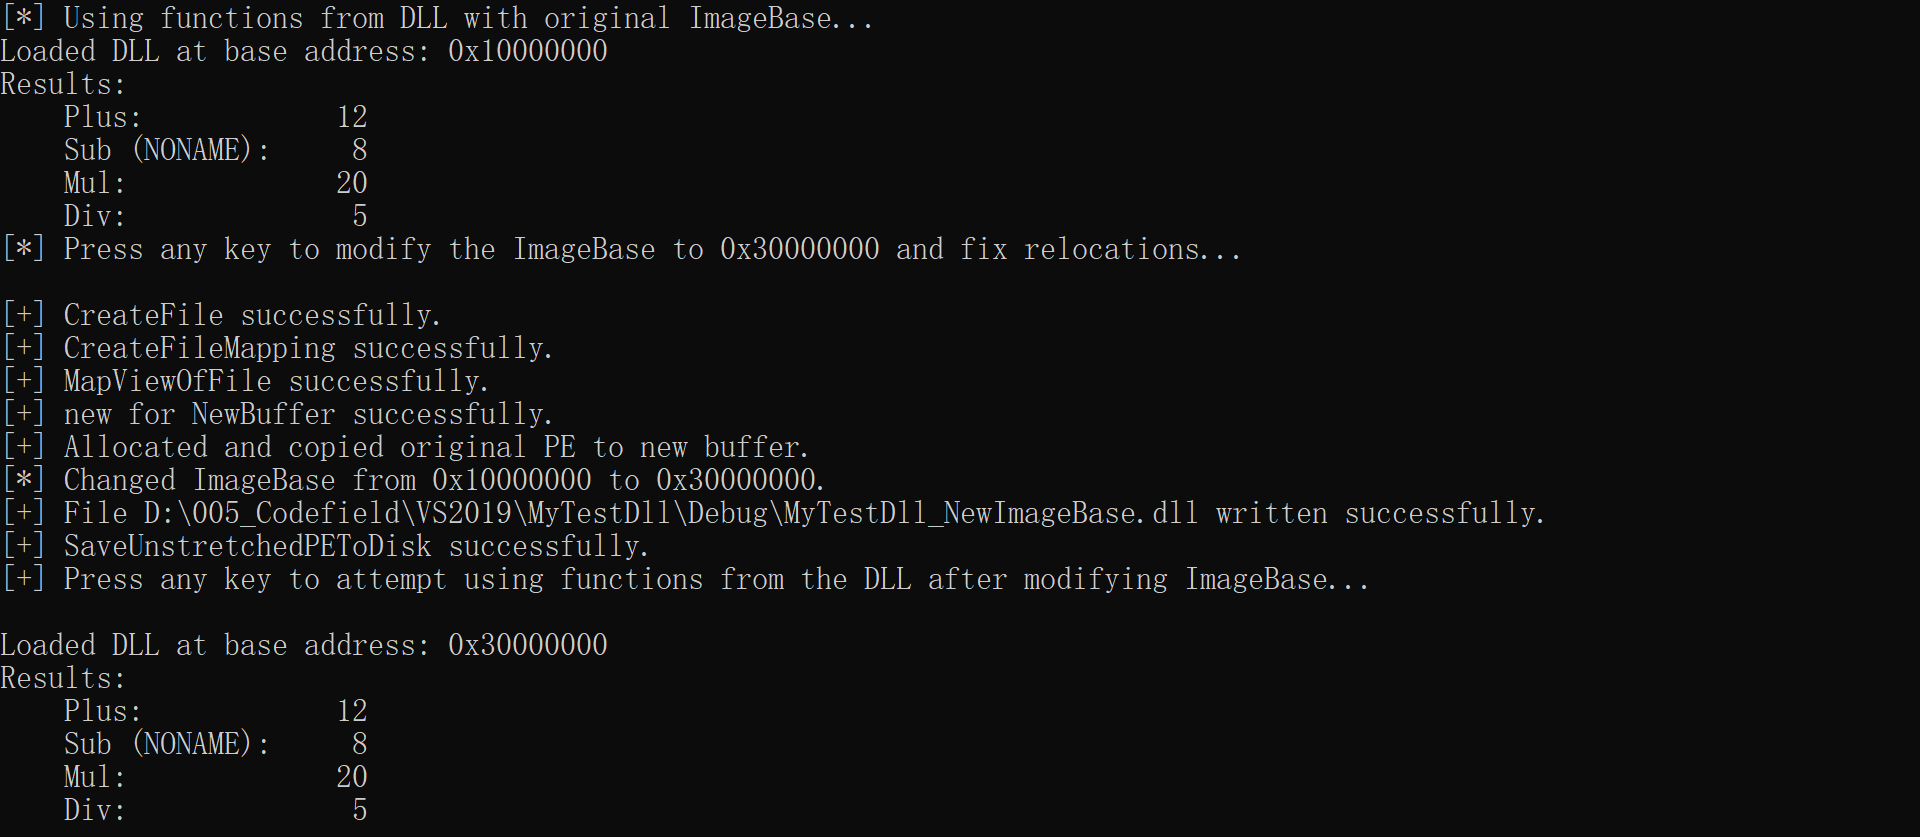 [*] Using functions from DLL with original ImageBase...
Loaded DLL at base address: 0x10000000
Results:
    Plus:            12
    Sub (NONAME):     8
    Mul:             20
    Div:              5
[*] Press any key to modify the ImageBase to 0x30000000 and fix relocations...

[+] CreateFile successfully.
[+] CreateFileMapping successfully.
[+] MapViewOfFile successfully.
[+] new for NewBuffer successfully.
[+] Allocated and copied original PE to new buffer.
[*] Changed ImageBase from 0x10000000 to 0x30000000.
[+] File D:\005_Codefield\VS2019\MyTestDll\Debug\MyTestDll_NewImageBase.dll written successfully.
[+] SaveUnstretchedPEToDisk successfully.
[+] Press any key to attempt using functions from the DLL after modifying ImageBase...

Loaded DLL at base address: 0x30000000
Results:
    Plus:            12
    Sub (NONAME):     8
    Mul:             20
    Div:              5